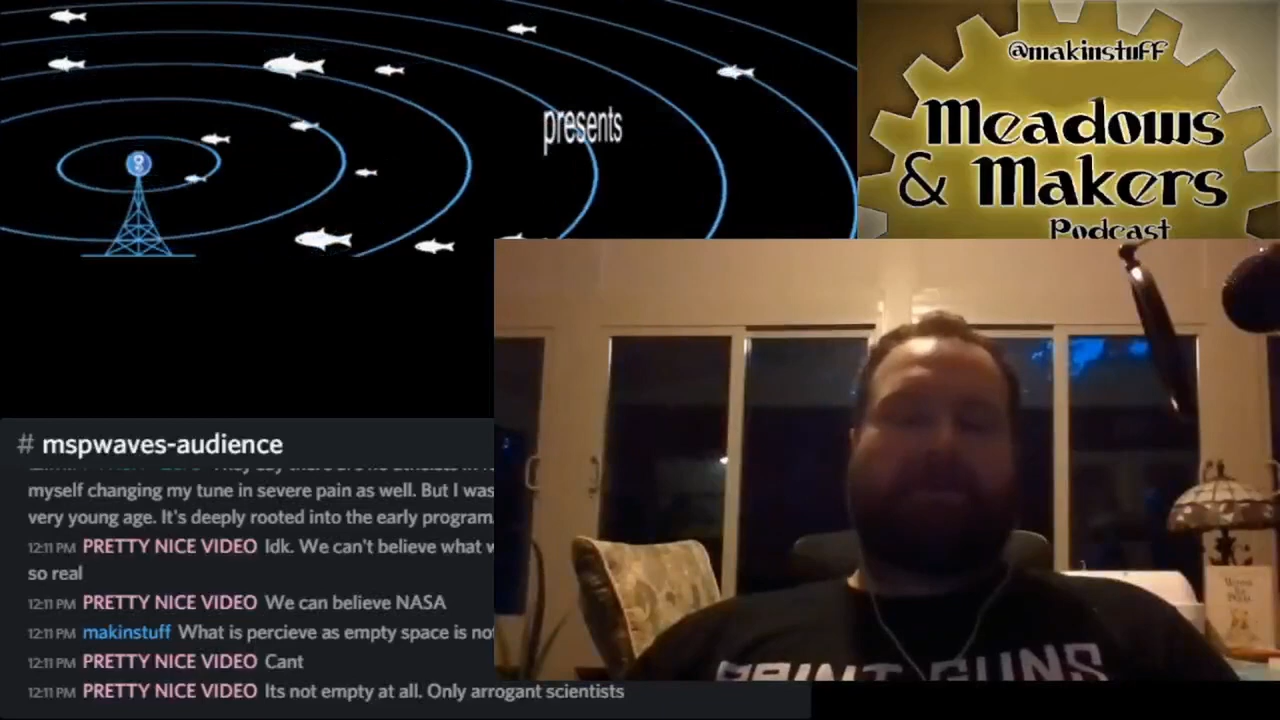 presents
@makinstuff
Meadows
& Makers
Podcast
# mspwaves-audience
myself changing my tune in severe pain as well. But I was
very young age. It's deeply rooted into the early program
12:11 PM PRETTY NICE VIDEO Idk. We can't believe what
so real
12:11 PM PRETTY NICE VIDEO We can believe NASA
12:11 PM makinstuff What is percieve as empty space is not
12:11 PM PRETTY NICE VIDEO Cant
12:11 PM PRETTY NICE VIDEO Its not empty at all. Only arrogant scientists
PRINT GUNS